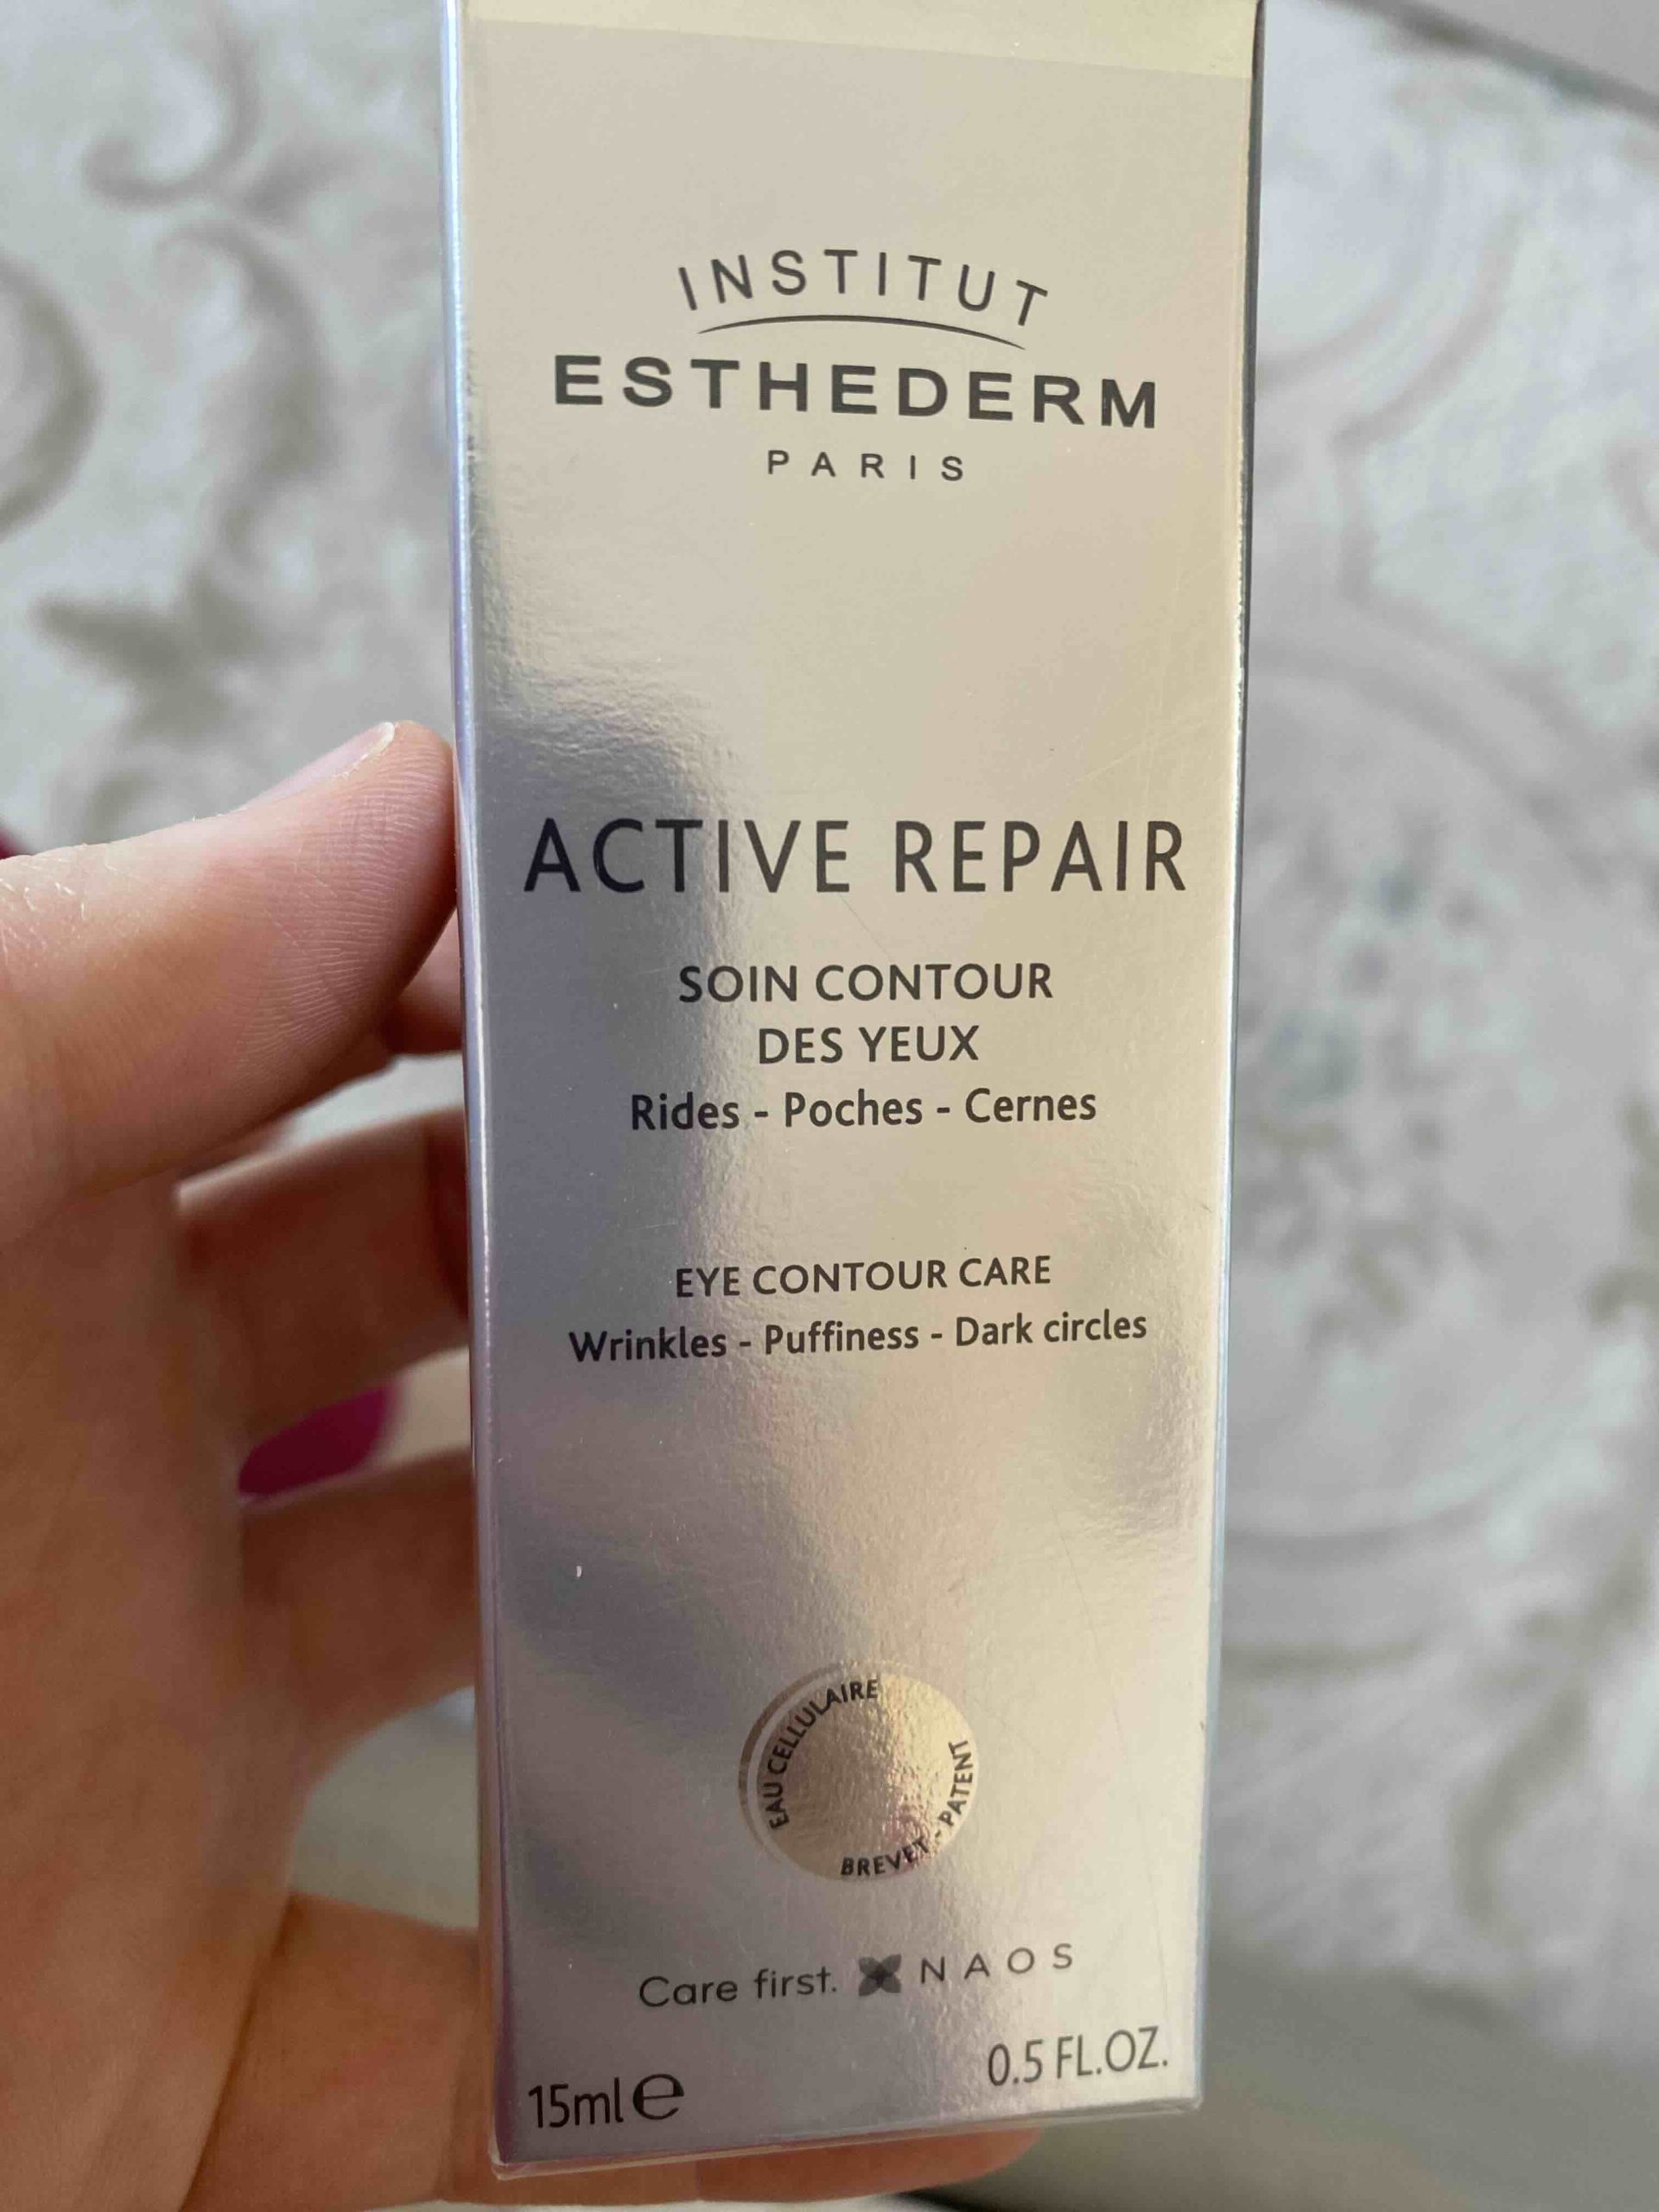 INSTITUT
ESTHEDERM
PARIS
ACTIVE REPAIR
SOIN CONTOUR
DES YEUX
Rides - Poches - Cernes
EYE CONTOUR CARE
Wrinkles - Puffiness - Dark circles
EAU CELLULAIRE
BREVET - PATENT
Care first. NAOS
15ml e
0.5 FL.OZ.